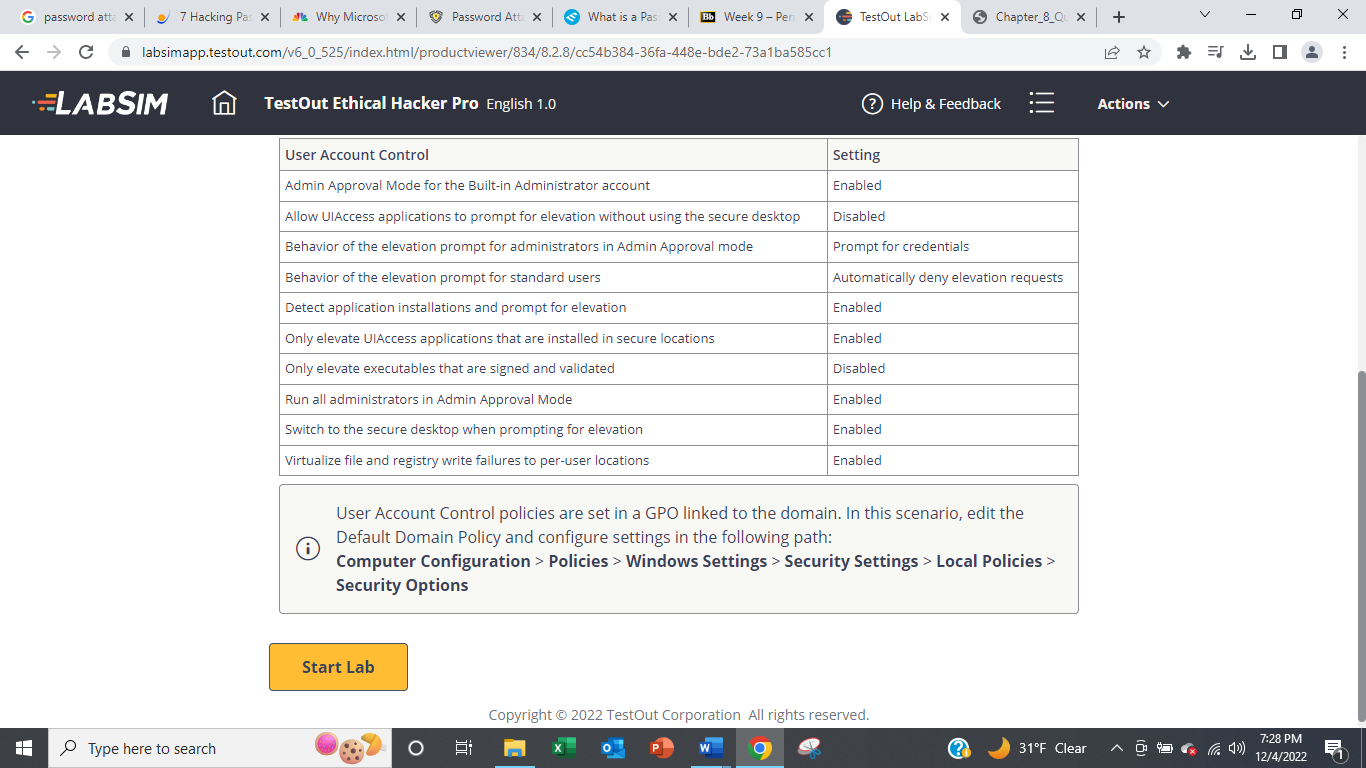 password atta
7 Hacking Pas
Why Microsof
Password Atta
What is a Pass
Bb
Week 9 – Perf
TestOut LabSi
Chapter_8_Qu
labsimapp.testout.com/v6_0_525/index.html/productviewer/834/8.2.8/cc54b384-36fa-448e-bde2-73a1ba585cc1
LABSIM
TestOut Ethical Hacker Pro English 1.0
Help & Feedback
Actions
User Account Control Setting
Admin Approval Mode for the Built-in Administrator account Enabled
Allow UIAccess applications to prompt for elevation without using the secure desktop Disabled
Behavior of the elevation prompt for administrators in Admin Approval mode Prompt for credentials
Behavior of the elevation prompt for standard users Automatically deny elevation requests
Detect application installations and prompt for elevation Enabled
Only elevate UIAccess applications that are installed in secure locations Enabled
Only elevate executables that are signed and validated Disabled
Run all administrators in Admin Approval Mode Enabled
Switch to the secure desktop when prompting for elevation Enabled
Virtualize file and registry write failures to per-user locations Enabled
User Account Control policies are set in a GPO linked to the domain. In this scenario, edit the
Default Domain Policy and configure settings in the following path:
Computer Configuration > Policies > Windows Settings > Security Settings > Local Policies >
Security Options
Start Lab
Copyright © 2022 TestOut Corporation All rights reserved.
Type here to search
31°F Clear
7:28 PM
12/4/2022
1